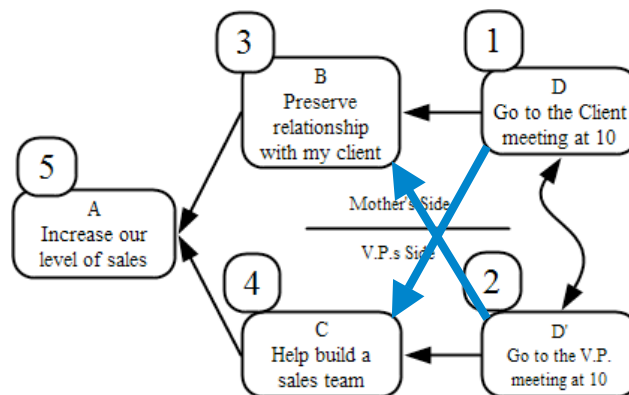 3
B
Preserve
relationship
with my client
1
D
Go to the Client
meeting at 10
5
A
Increase our
level of sales
Mother's Side
V.P.s Side
4
C
Help build a
sales team
2
D'
Go to the V.P.
meeting at 10